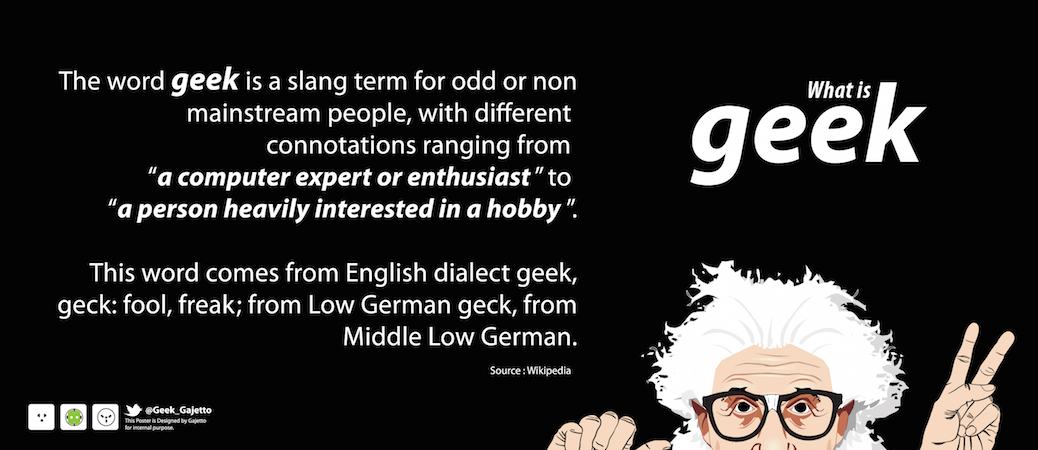 The word geek is a slang term for odd or non
mainstream people, with different
connotations ranging from
“a computer expert or enthusiast” to
“a person heavily interested in a hobby”.
This word comes from English dialect geek,
geck: fool, freak; from Low German geck, from
Middle Low German.
Source : Wikipedia
What is
geek
@Geek_Gajetto
This Poster is Designed by Gajetto
for internal purpose.